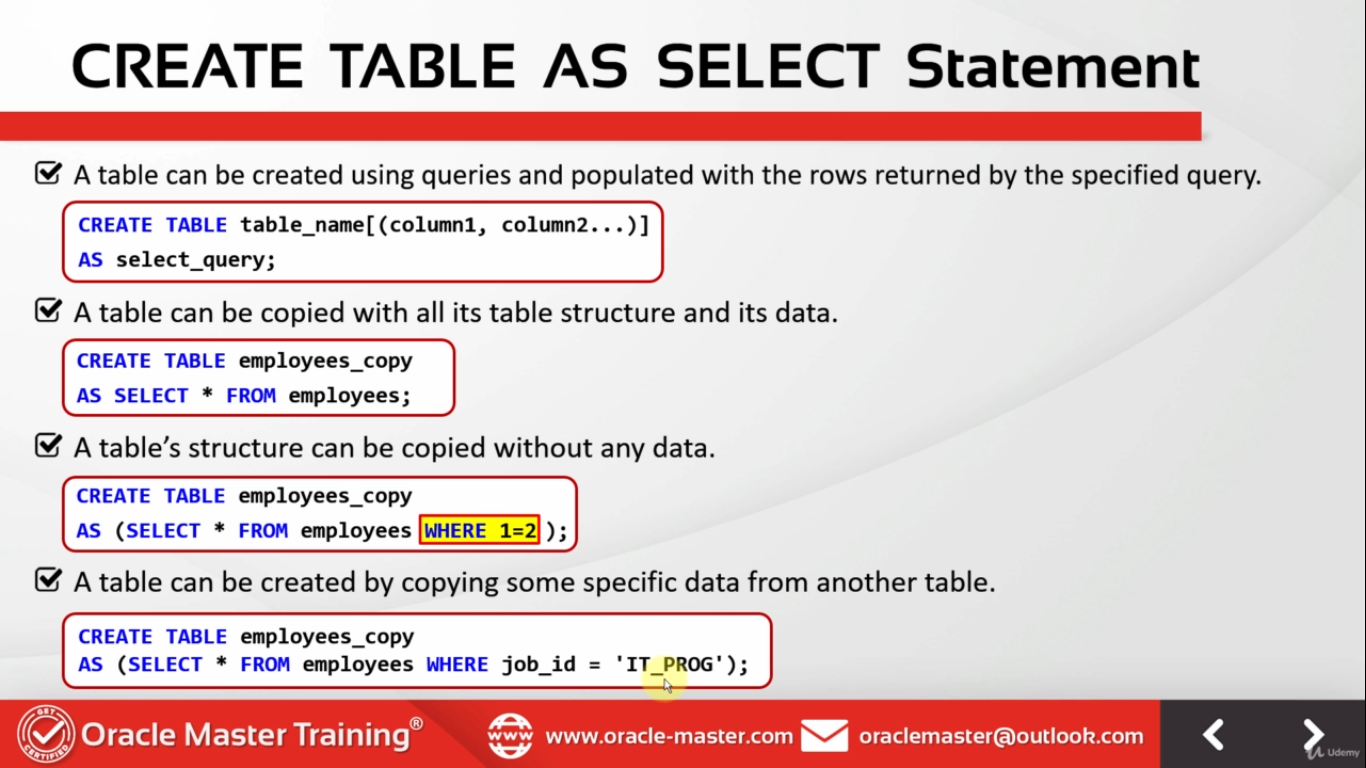 CREATE TABLE AS SELECT Statement
A table can be created using queries and populated with the rows returned by the specified query.
CREATE TABLE table_name[(column1, column2...)]
AS select_query;
A table can be copied with all its table structure and its data.
CREATE TABLE employees_copy
AS SELECT * FROM employees;
A table's structure can be copied without any data.
CREATE TABLE employees_copy
AS (SELECT * FROM employees WHERE 1=2 );
A table can be created by copying some specific data from another table.
CREATE TABLE employees_copy
AS (SELECT * FROM employees WHERE job_id = 'IT_PROG');
GET CERTIFIED
Oracle Master Training®
www
www.oracle-master.com
oraclemaster@outlook.com
Udemy